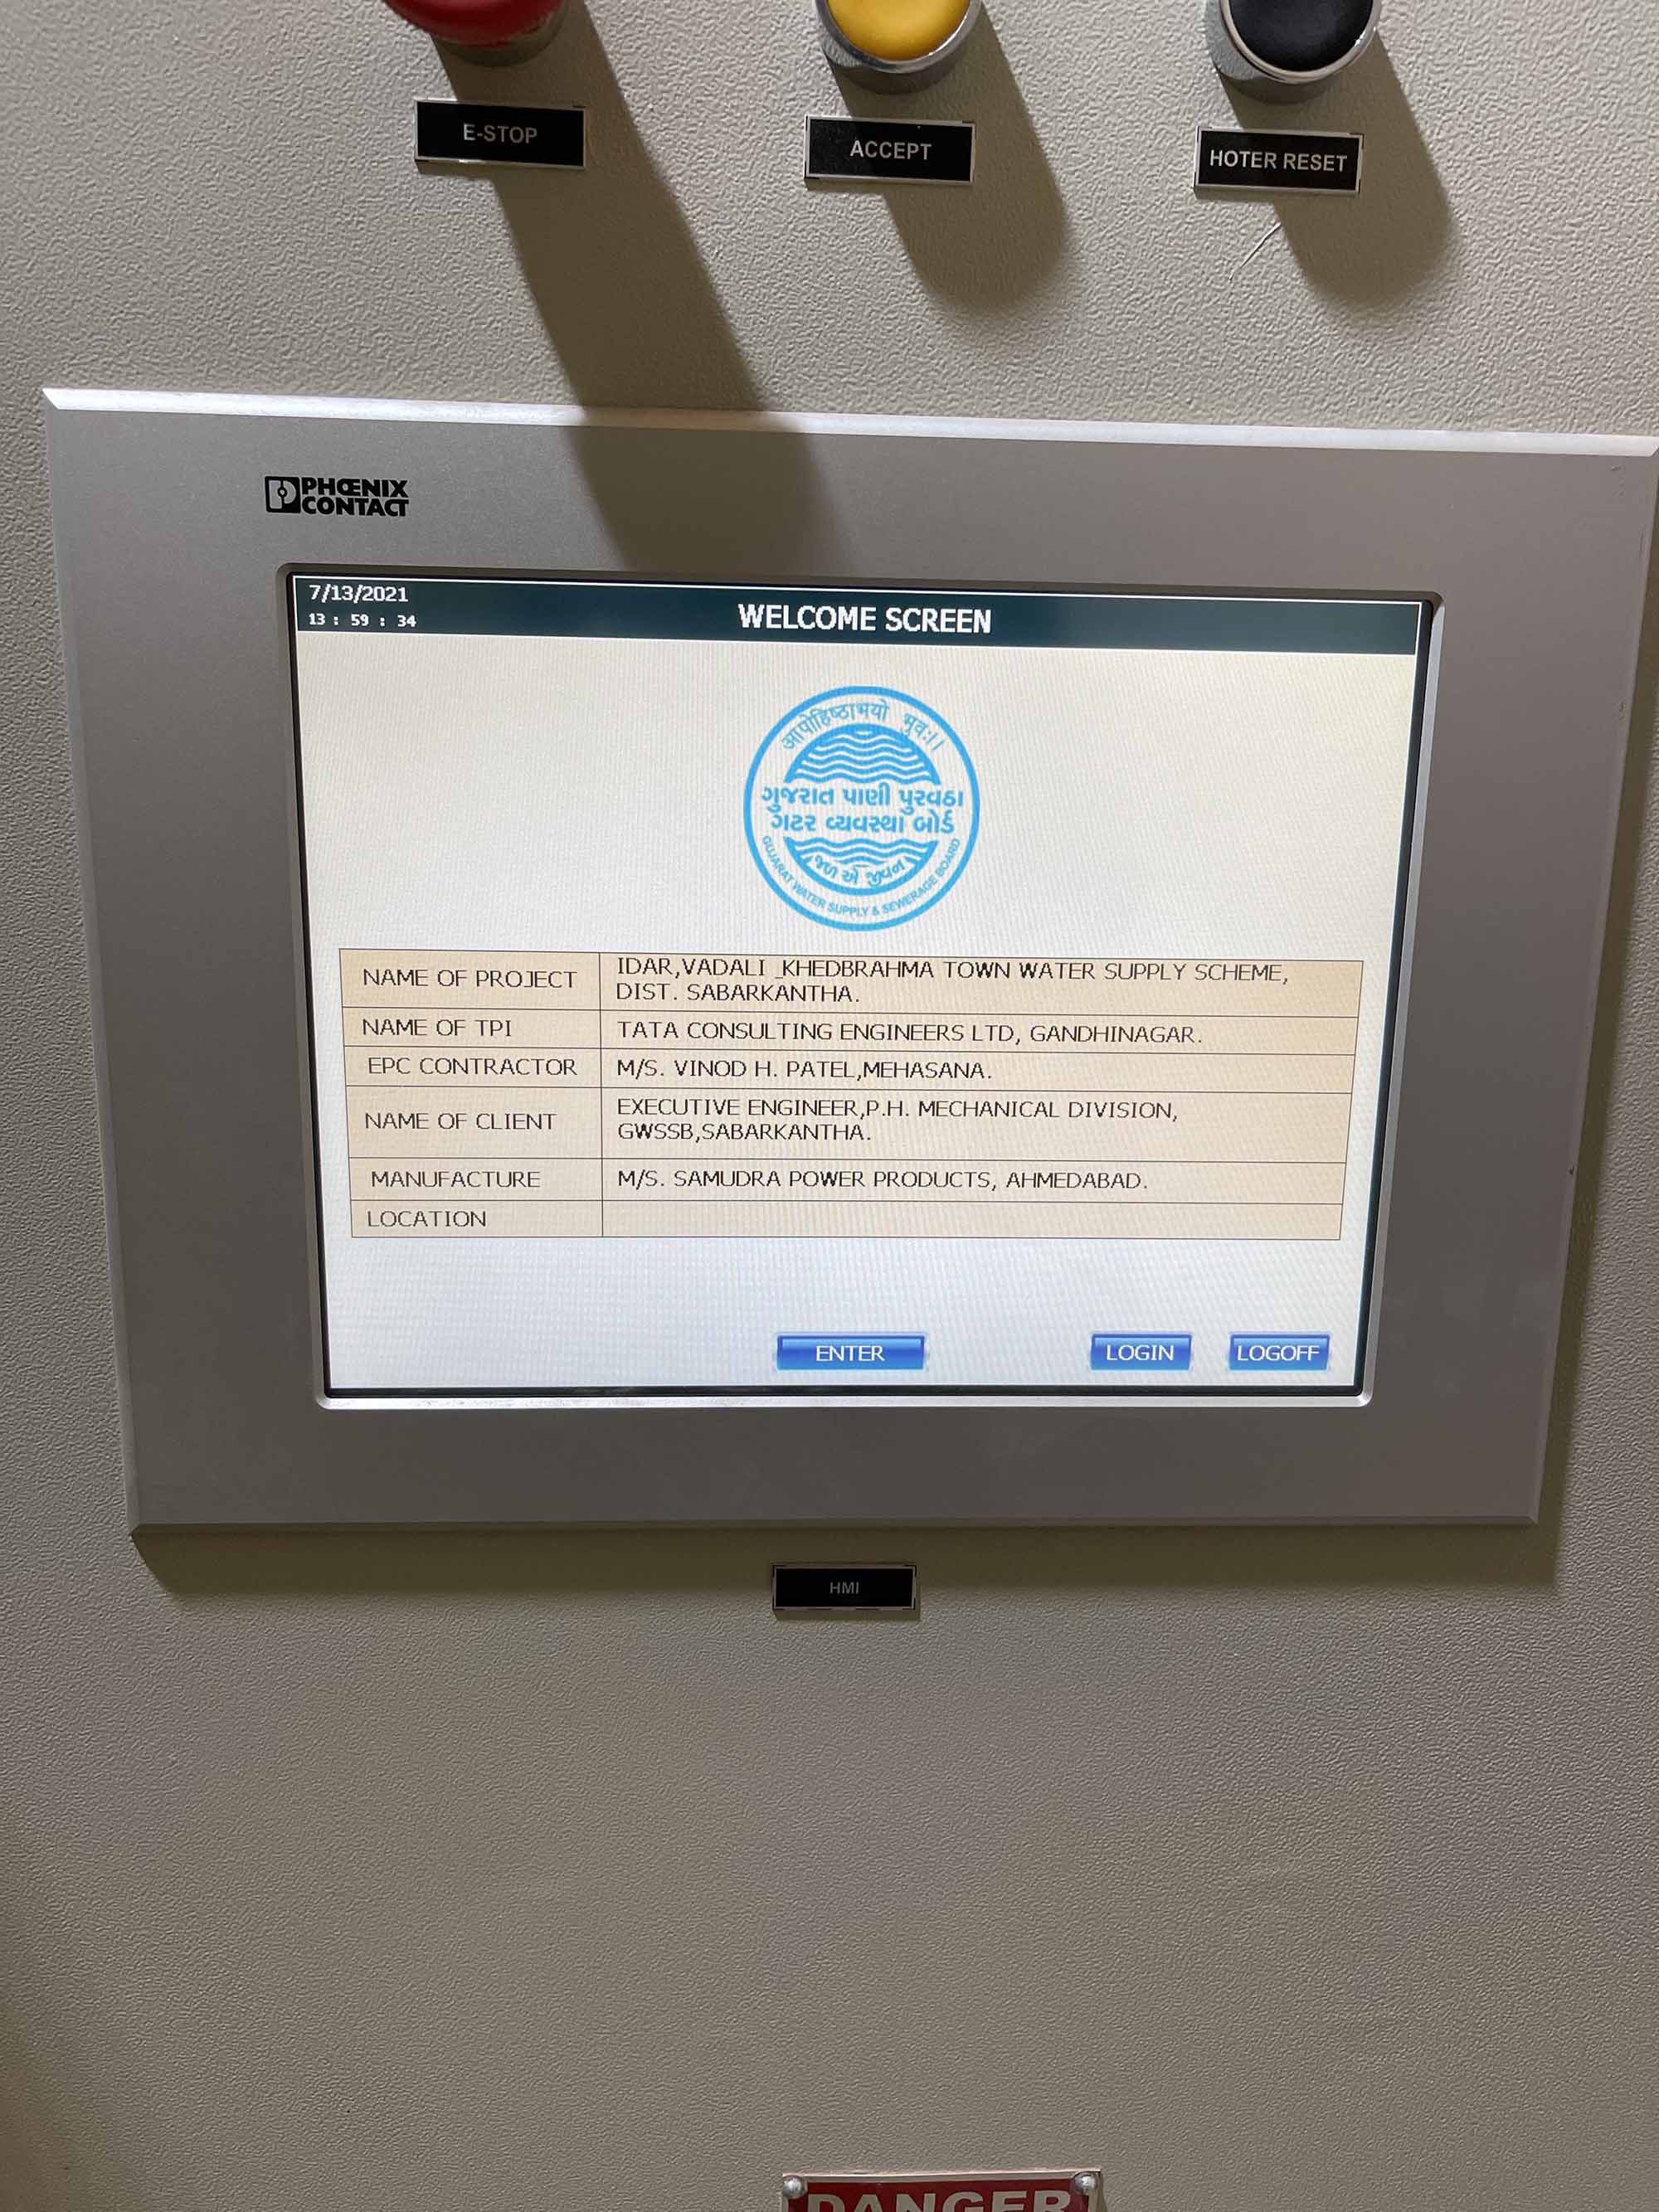 E-STOP
ACCEPT
HOTER RESET
PHŒNIX
CONTACT
7/13/2021
13 : 59 : 34
WELCOME SCREEN
आपोहिष्ठामयो भुवः।।
ગુજરાત પાણી પુરવઠા
ગટર વ્યવસ્થા બોર્ડ
જળ એ જીવન
GUJARAT WATER SUPPLY & SEWERAGE BOARD
NAME OF PROJECT
IDAR,VADALI _KHEDBRAHMA TOWN WATER SUPPLY SCHEME,
DIST. SABARKANTHA.
NAME OF TPI
TATA CONSULTING ENGINEERS LTD, GANDHINAGAR.
EPC CONTRACTOR
M/S. VINOD H. PATEL,MEHASANA.
NAME OF CLIENT
EXECUTIVE ENGINEER,P.H. MECHANICAL DIVISION,
GWSSB,SABARKANTHA.
MANUFACTURE
M/S. SAMUDRA POWER PRODUCTS, AHMEDABAD.
LOCATION
ENTER
LOGIN
LOGOFF
HMI
DANGER